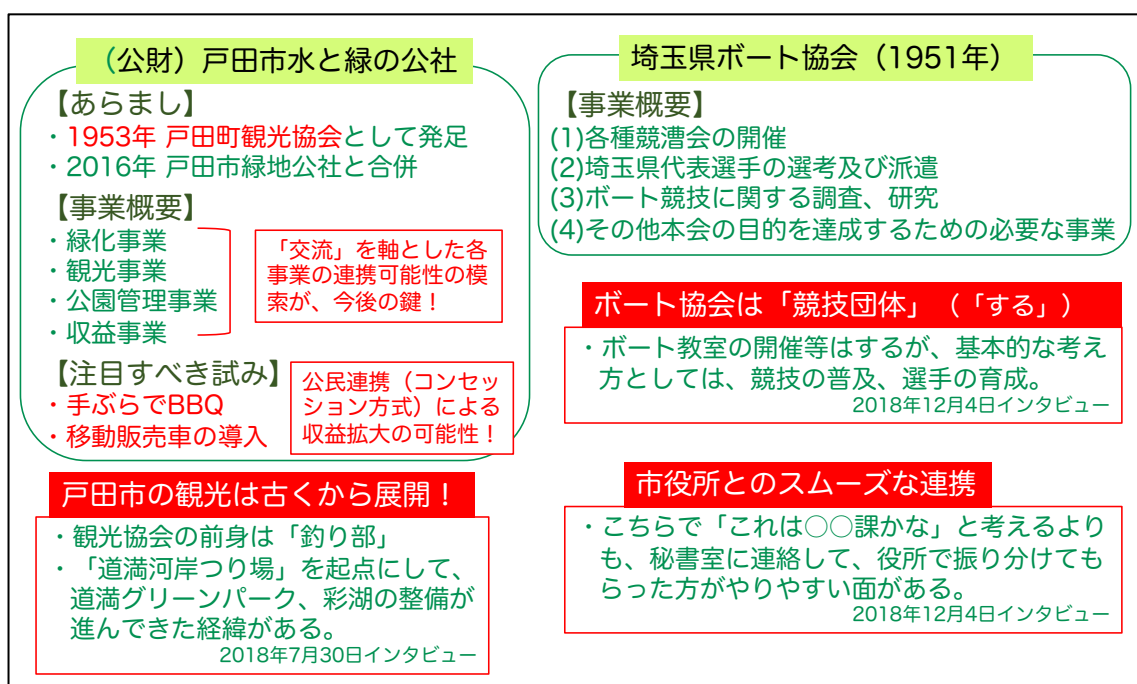 （公財）戸田市水と緑の公社
【あらまし】
・1953年 戸田町観光協会として発足
・2016年 戸田市緑地公社と合併
【事業概要】
・緑化事業
・観光事業
・公園管理事業
・収益事業
「交流」を軸とした各
事業の連携可能性の模
索が、今後の鍵！
【注目すべき試み】
・手ぶらでBBQ
・移動販売車の導入
公民連携（コンセッ
ション方式）による
収益拡大の可能性！
戸田市の観光は古くから展開！
・観光協会の前身は「釣り部」
・「道満河岸つり場」を起点にして、
道満グリーンパーク、彩湖の整備が
進んできた経緯がある。
2018年7月30日インタビュー
埼玉県ボート協会（1951年）
【事業概要】
(1)各種競漕会の開催
(2)埼玉県代表選手の選考及び派遣
(3)ボート競技に関する調査、研究
(4)その他本会の目的を達成するための必要な事業
ボート協会は「競技団体」（「する」）
・ボート教室の開催等はするが、基本的な考え
方としては、競技の普及、選手の育成。
2018年12月4日インタビュー
市役所とのスムーズな連携
・こちらで「これは○○課かな」と考えるより
も、秘書室に連絡して、役所で振り分けても
らった方がやりやすい面がある。
2018年12月4日インタビュー